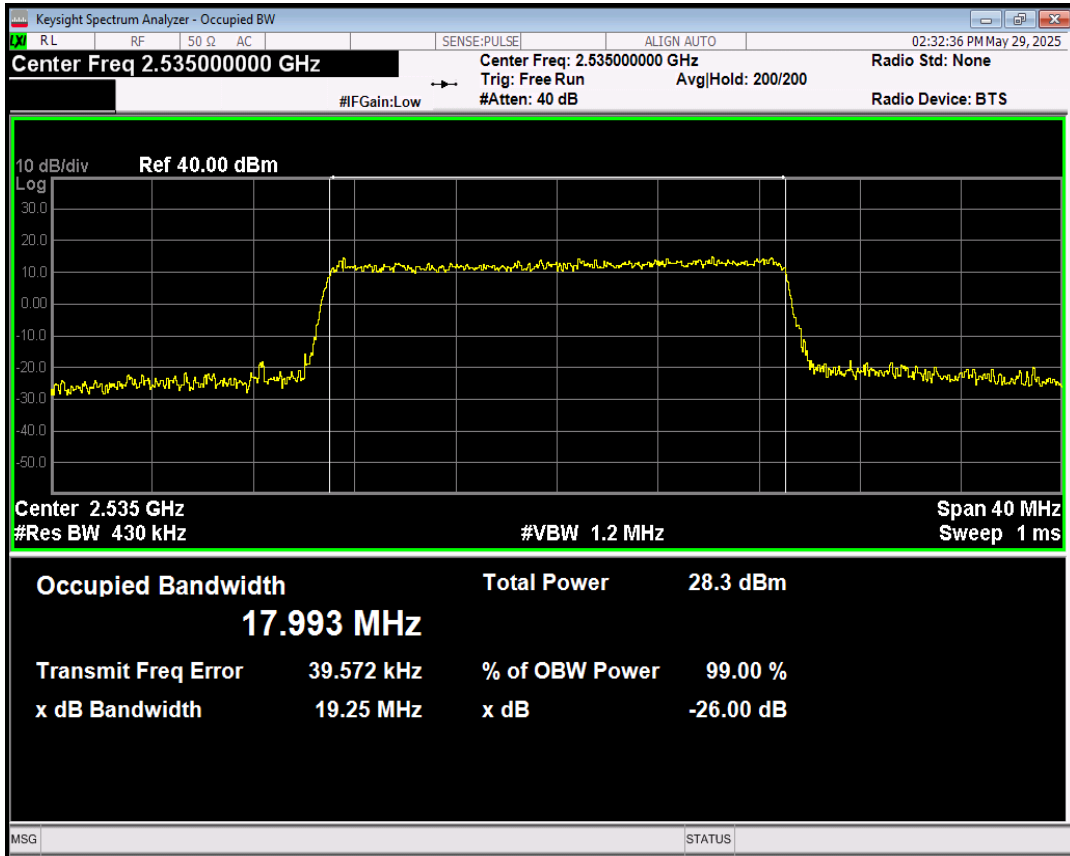 Keysight Spectrum Analyzer - Occupied BW
LXI RL RF 50 Ω AC SENSE:PULSE ALIGN AUTO 02:32:36 PM May 29, 2025
Center Freq 2.535000000 GHz Center Freq: 2.535000000 GHz Radio Std: None
Trig: Free Run Avg|Hold: 200/200
#IFGain:Low #Atten: 40 dB Radio Device: BTS
10 dB/div Ref 40.00 dBm
Log
30.0
20.0
10.0
0.00
-10.0
-20.0
-30.0
-40.0
-50.0
Center 2.535 GHz Span 40 MHz
#Res BW 430 kHz #VBW 1.2 MHz Sweep 1 ms
Occupied Bandwidth Total Power 28.3 dBm
17.993 MHz
Transmit Freq Error 39.572 kHz % of OBW Power 99.00 %
x dB Bandwidth 19.25 MHz x dB -26.00 dB
MSG STATUS